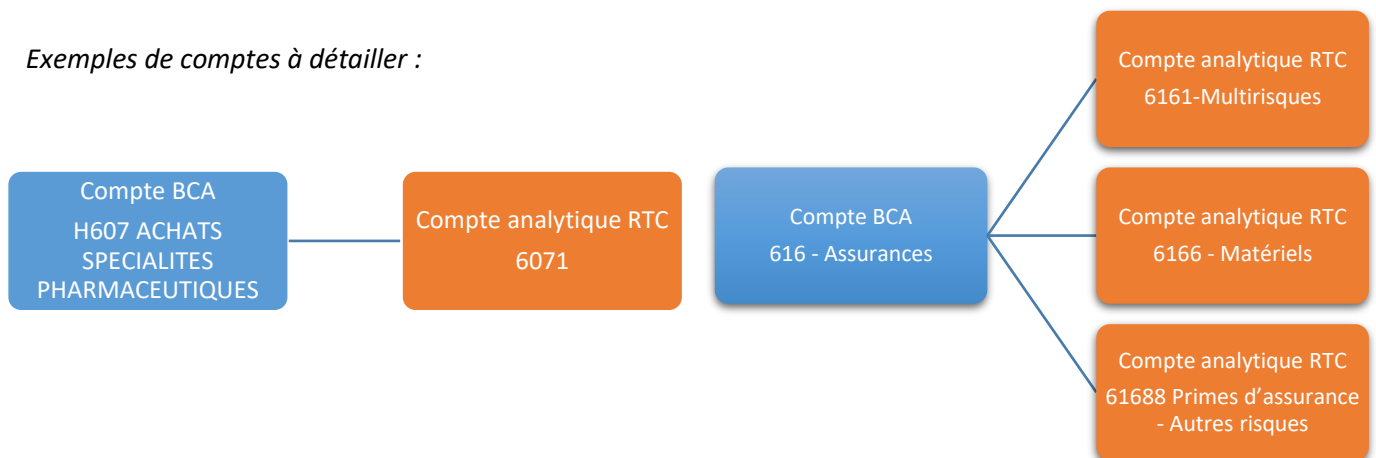 Exemples de comptes à détailler :
Compte BCA
H607 ACHATS
SPECIALITES
PHARMACEUTIQUES
Compte analytique RTC
6071
Compte BCA
616 - Assurances
Compte analytique RTC
6161-Multirisques
Compte analytique RTC
6166 - Matériels
Compte analytique RTC
61688 Primes d’assurance
- Autres risques